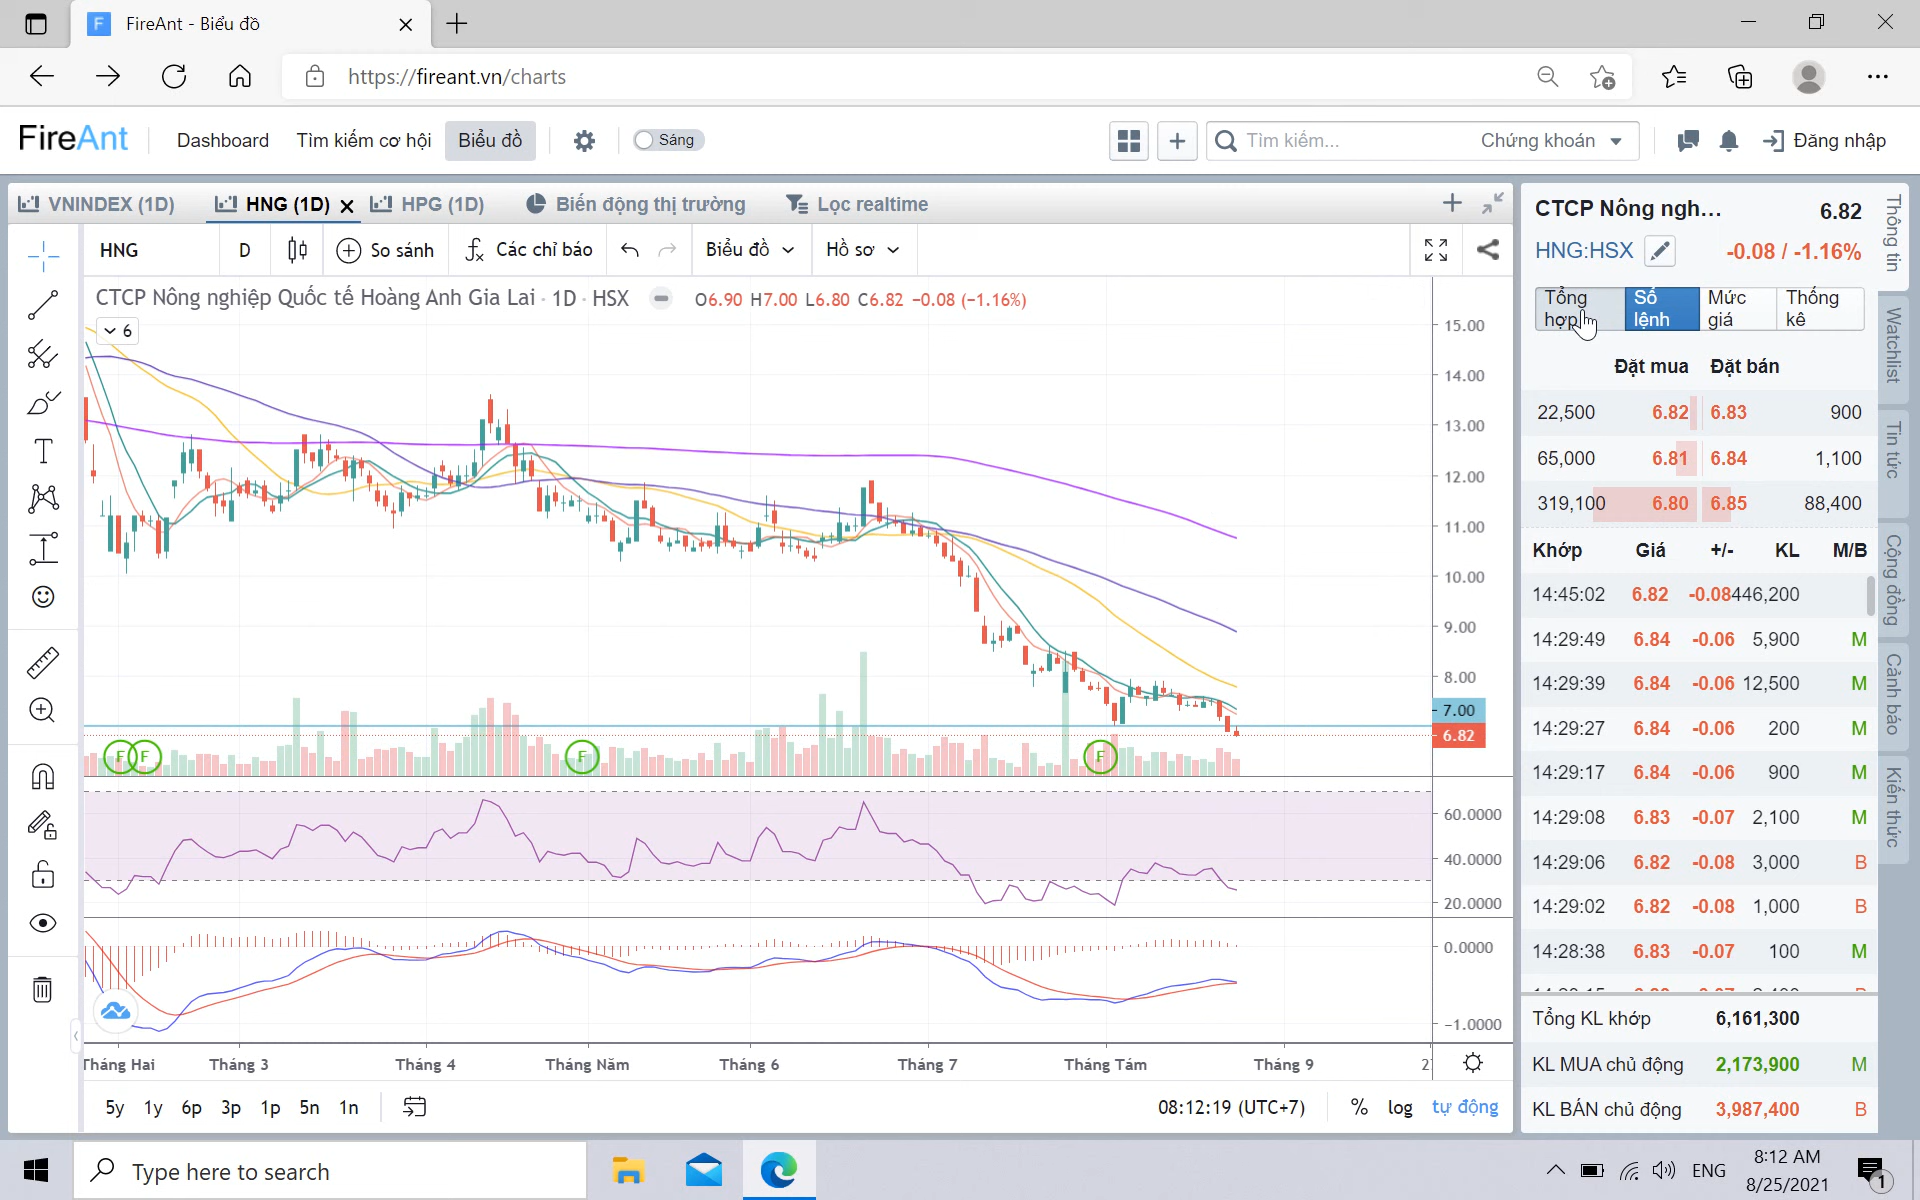 FireAnt - Biểu đồ
https://fireant.vn/charts
FireAnt Dashboard Tìm kiếm cơ hội Biểu đồ Sáng Tìm kiếm... Chứng khoán Đăng nhập
VNINDEX (1D) HNG (1D) HPG (1D) Biến động thị trường Lọc realtime
HNG D So sánh Các chỉ báo Biểu đồ Hồ sơ
CTCP Nông nghiệp Quốc tế Hoàng Anh Gia Lai · 1D · HSX O6.90 H7.00 L6.80 C6.82 −0.08 (−1.16%)
6
15.00
14.00
13.00
12.00
11.00
10.00
9.00
8.00
7.00
6.82
F F F F
60.0000
40.0000
20.0000
0.0000
−1.0000
Tháng Hai Tháng 3 Tháng 4 Tháng Năm Tháng 6 Tháng 7 Tháng Tám Tháng 9
5y 1y 6p 3p 1p 5n 1n 08:12:19 (UTC+7) % log tự động
CTCP Nông ngh... 6.82
HNG:HSX -0.08 / -1.16%
Tổng hợp Sổ lệnh Mức giá Thống kê
Đặt mua Đặt bán
22,500 6.82 6.83 900
65,000 6.81 6.84 1,100
319,100 6.80 6.85 88,400
Khớp Giá +/- KL M/B
14:45:02 6.82 -0.08 446,200
14:29:49 6.84 -0.06 5,900 M
14:29:39 6.84 -0.06 12,500 M
14:29:27 6.84 -0.06 200 M
14:29:17 6.84 -0.06 900 M
14:29:08 6.83 -0.07 2,100 M
14:29:06 6.82 -0.08 3,000 B
14:29:02 6.82 -0.08 1,000 B
14:28:38 6.83 -0.07 100 M
Tổng KL khớp 6,161,300
KL MUA chủ động 2,173,900 M
KL BÁN chủ động 3,987,400 B
Thông tin
Watchlist
Tin tức
Cộng đồng
Cảnh báo
Kiến thức
Type here to search
ENG
8:12 AM
8/25/2021
1